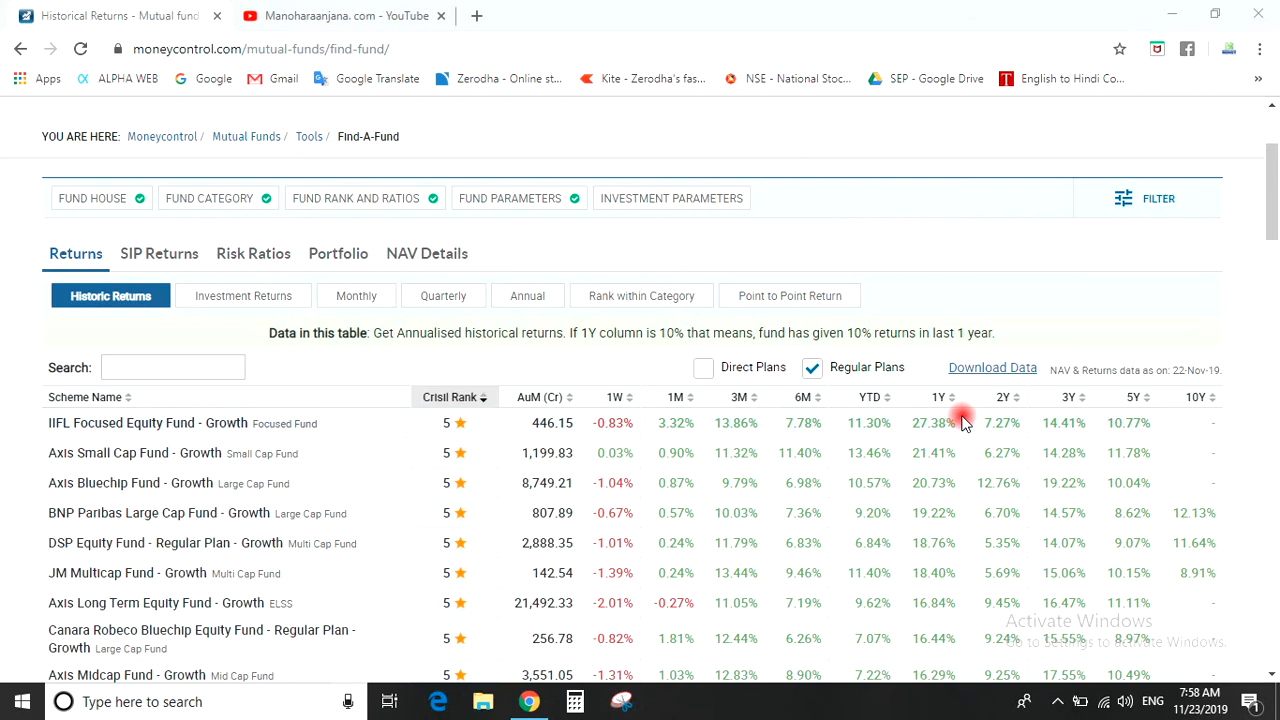 Historical Returns - Mutual fund
Manoharaanjana. com - YouTube
moneycontrol.com/mutual-funds/find-fund/
Apps ALPHA WEB Google Gmail Google Translate Zerodha - Online st... Kite - Zerodha's fas... NSE - National Stoc... SEP - Google Drive English to Hindi Co... »
YOU ARE HERE: Moneycontrol / Mutual Funds / Tools / Find-A-Fund
FUND HOUSE FUND CATEGORY FUND RANK AND RATIOS FUND PARAMETERS INVESTMENT PARAMETERS FILTER
Returns SIP Returns Risk Ratios Portfolio NAV Details
Historic Returns Investment Returns Monthly Quarterly Annual Rank within Category Point to Point Return
Data in this table: Get Annualised historical returns. If 1Y column is 10% that means, fund has given 10% returns in last 1 year.
Search: Direct Plans Regular Plans Download Data NAV & Returns data as on: 22-Nov-19.
Scheme Name Crisil Rank AuM (Cr) 1W 1M 3M 6M YTD 1Y 2Y 3Y 5Y 10Y
IIFL Focused Equity Fund - Growth Focused Fund 5 446.15 -0.83% 3.32% 13.86% 7.78% 11.30% 27.38% 7.27% 14.41% 10.77% -
Axis Small Cap Fund - Growth Small Cap Fund 5 1,199.83 0.03% 0.90% 11.32% 11.40% 13.46% 21.41% 6.27% 14.28% 11.78% -
Axis Bluechip Fund - Growth Large Cap Fund 5 8,749.21 -1.04% 0.87% 9.79% 6.98% 10.57% 20.73% 12.76% 19.22% 10.04% -
BNP Paribas Large Cap Fund - Growth Large Cap Fund 5 807.89 -0.67% 0.57% 10.03% 7.36% 9.20% 19.22% 6.70% 14.57% 8.62% 12.13%
DSP Equity Fund - Regular Plan - Growth Multi Cap Fund 5 2,888.35 -1.01% 0.24% 11.79% 6.83% 6.84% 18.76% 5.35% 14.07% 9.07% 11.64%
JM Multicap Fund - Growth Multi Cap Fund 5 142.54 -1.39% 0.24% 13.44% 9.46% 11.40% 18.40% 5.69% 15.06% 10.15% 8.91%
Axis Long Term Equity Fund - Growth ELSS 5 21,492.33 -2.01% -0.27% 11.05% 7.19% 9.62% 16.84% 9.45% 16.47% 11.11% -
Canara Robeco Bluechip Equity Fund - Regular Plan -
Growth Large Cap Fund 5 256.78 -0.82% 1.81% 12.44% 6.26% 7.07% 16.44% 9.24% 15.55% 8.97% -
Axis Midcap Fund - Growth Mid Cap Fund 5 3,551.05 -1.31% 1.03% 12.83% 8.90% 7.22% 16.29% 9.25% 17.55% 10.49% -
Activate Windows
Go to Settings to activate Windows.
Type here to search
ENG
7:58 AM
11/23/2019
1